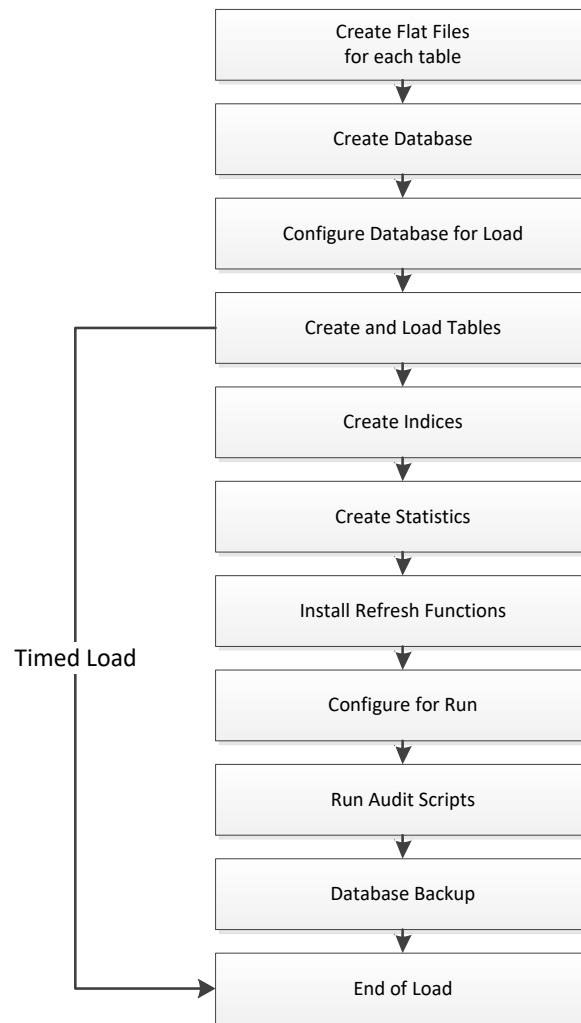 Create Flat Files
for each table
Create Database
Configure Database for Load
Create and Load Tables
Create Indices
Create Statistics
Install Refresh Functions
Timed Load
Configure for Run
Run Audit Scripts
Database Backup
End of Load